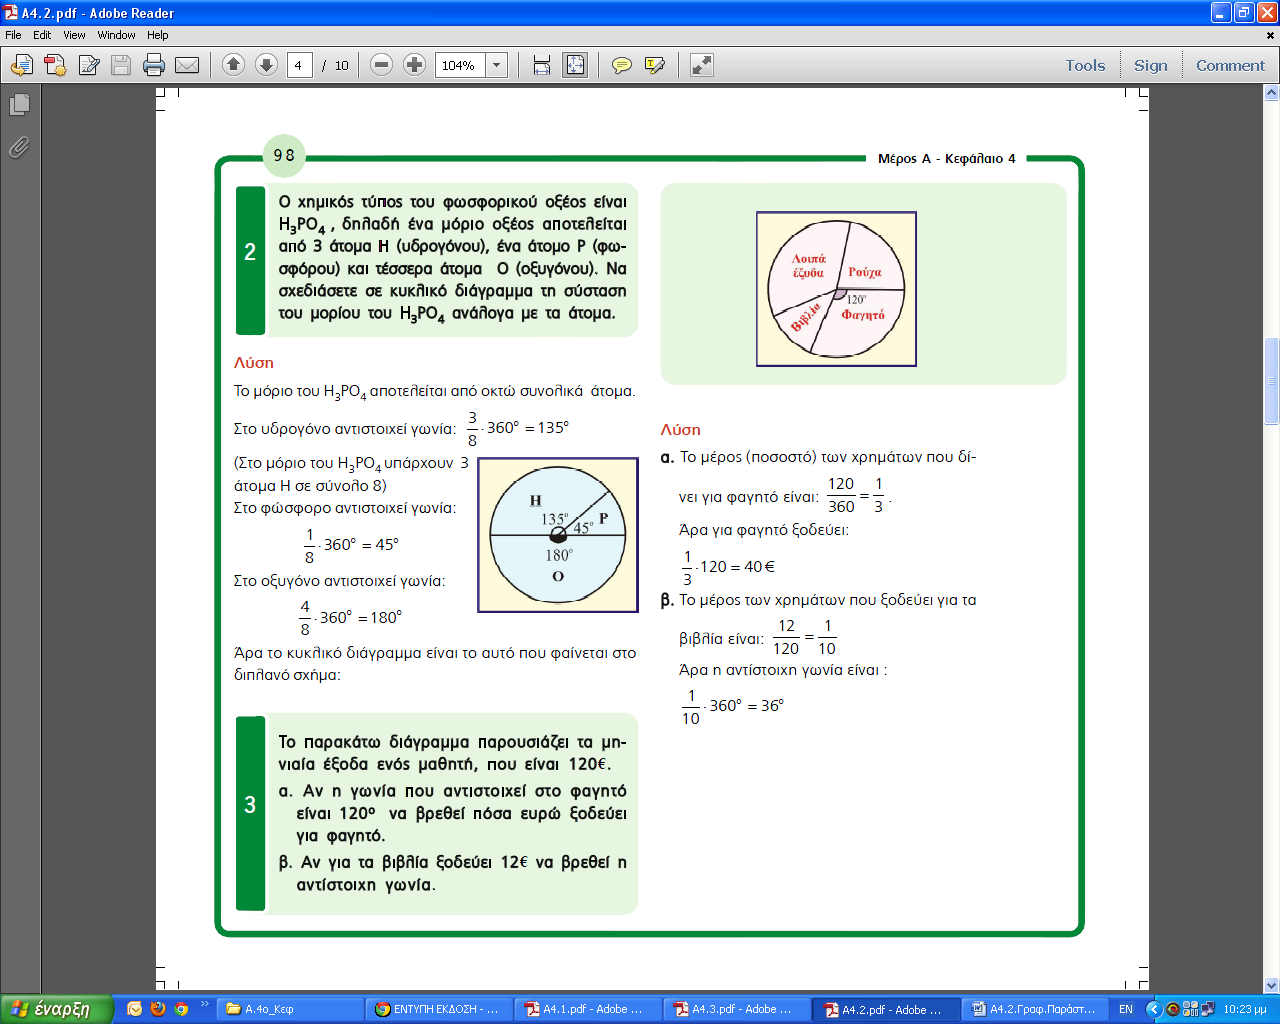 A4.2.pdf - Adobe Reader
File Edit View Window Help
4 / 10 104% Tools Sign Comment
98
Μέρος Α - Κεφάλαιο 4
2
Ο χημικός τύπος του φωσφορικού οξέος είναι
H3PO4 , δηλαδή ένα μόριο οξέος αποτελείται
από 3 άτομα Η (υδρογόνου), ένα άτομο Ρ (φω-
σφόρου) και τέσσερα άτομα Ο (οξυγόνου). Να
σχεδιάσετε σε κυκλικό διάγραμμα τη σύσταση
του μορίου του H3PO4 ανάλογα με τα άτομα.
Λύση
Το μόριο του H3PO4 αποτελείται από οκτώ συνολικά άτομα.
Στο υδρογόνο αντιστοιχεί γωνία: 3/8 · 360° = 135°
(Στο μόριο του H3PO4 υπάρχουν 3
άτομα Η σε σύνολο 8)
Στο φώσφορο αντιστοιχεί γωνία:
1/8 · 360° = 45°
Στο οξυγόνο αντιστοιχεί γωνία:
4/8 · 360° = 180°
H
135°
P
45°
180°
O
Άρα το κυκλικό διάγραμμα είναι το αυτό που φαίνεται στο
διπλανό σχήμα:
3
Το παρακάτω διάγραμμα παρουσιάζει τα μη-
νιαία έξοδα ενός μαθητή, που είναι 120€.
α. Αν η γωνία που αντιστοιχεί στο φαγητό
είναι 120° να βρεθεί πόσα ευρώ ξοδεύει
για φαγητό.
β. Αν για τα βιβλία ξοδεύει 12€ να βρεθεί η
αντίστοιχη γωνία.
Λοιπά
έξοδα
Ρούχα
120°
Φαγητό
Βιβλία
Λύση
α. Το μέρος (ποσοστό) των χρημάτων που δί-
νει για φαγητό είναι: 120/360 = 1/3 .
Άρα για φαγητό ξοδεύει:
1/3 · 120 = 40 €
β. Το μέρος των χρημάτων που ξοδεύει για τα
βιβλία είναι: 12/120 = 1/10
Άρα η αντίστοιχη γωνία είναι :
1/10 · 360° = 36°
έναρξη
A.4ο_Κεφ
ΕΝΤΥΠΗ ΕΚΔΟΣΗ - ...
A4.1.pdf - Adobe ...
A4.3.pdf - Adobe ...
A4.2.pdf - Adobe ...
A4.2.Γραφ.Παράστ...
EN
10:23 μμ